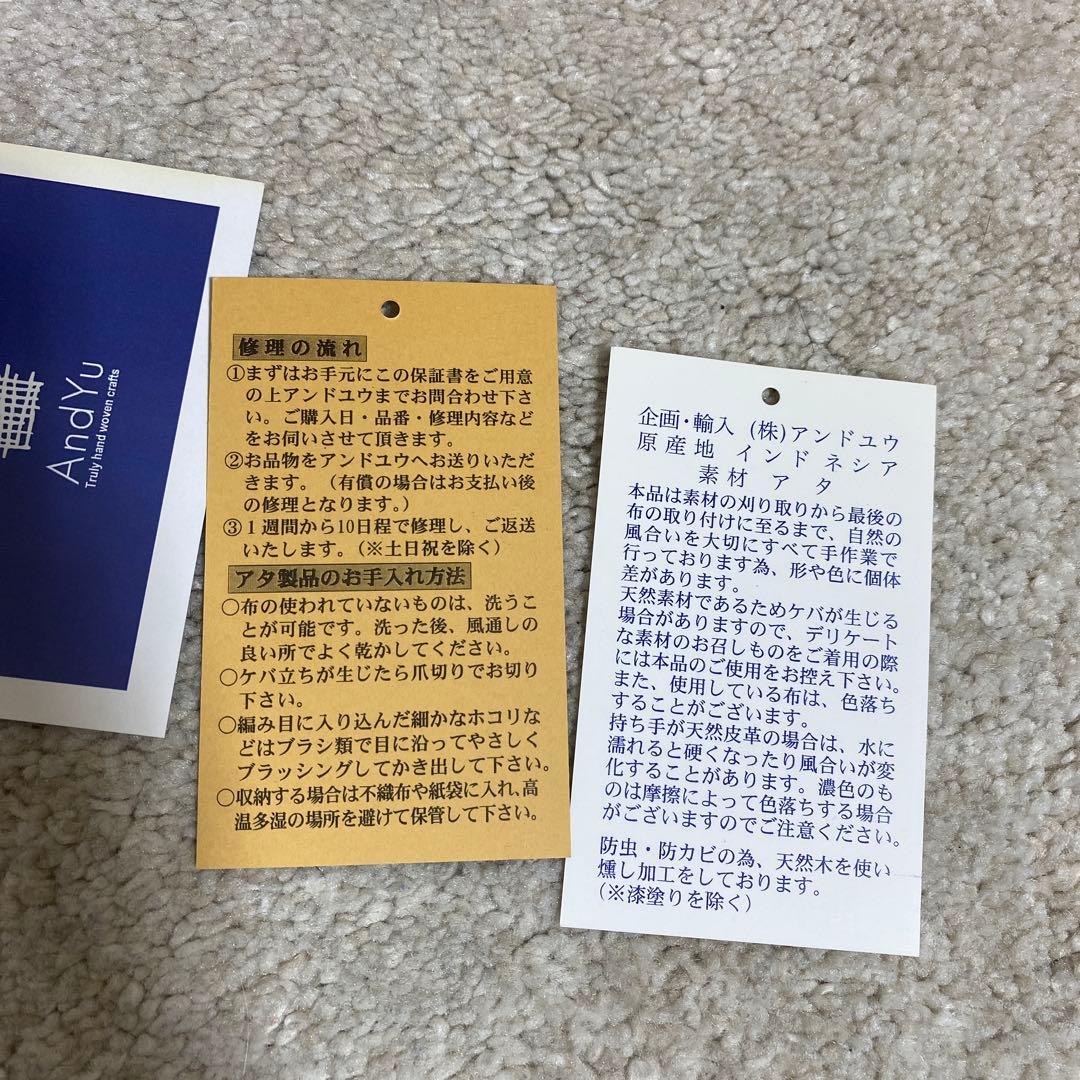 AndYu
Truly hand woven crafts
修理の流れ
①まずはお手元にこの保証書をご用意
の上アンドユウまでお問合わせ下さ
い。ご購入日・品番・修理内容など
をお伺いさせて頂きます。
②お品物をアンドユウへお送りいただ
きます。（有償の場合はお支払い後
の修理となります。）
③１週間から10日程で修理し、ご返送
いたします。（※土日祝を除く）
アタ製品のお手入れ方法
○布の使われていないものは、洗うこ
とが可能です。洗った後、風通しの
良い所でよく乾かしてください。
○ケバ立ちが生じたら爪切りでお切り
下さい。
○編み目に入り込んだ細かなホコリな
どはブラシ類で目に沿ってやさしく
ブラッシングしてかき出して下さい。
○収納する場合は不織布や紙袋に入れ、高
温多湿の場所を避けて保管して下さい。
企画・輸入 (株)アンドユウ
原産地 インドネシア
素材 アタ
本品は素材の刈り取りから最後の
布の取り付けに至るまで、自然の
風合いを大切にすべて手作業で
行っております為、形や色に個体
差があります。
天然素材であるためケバが生じる
場合がありますので、デリケート
な素材のお召しものをご着用の際
には本品のご使用をお控え下さい。
また、使用している布は、色落ち
することがございます。
持ち手が天然皮革の場合は、水に
濡れると硬くなったり風合いが変
化することがあります。濃色のも
のは摩擦によって色落ちする場合
がございますのでご注意ください。
防虫・防カビの為、天然木を使い
燻し加工をしております。
（※漆塗りを除く）